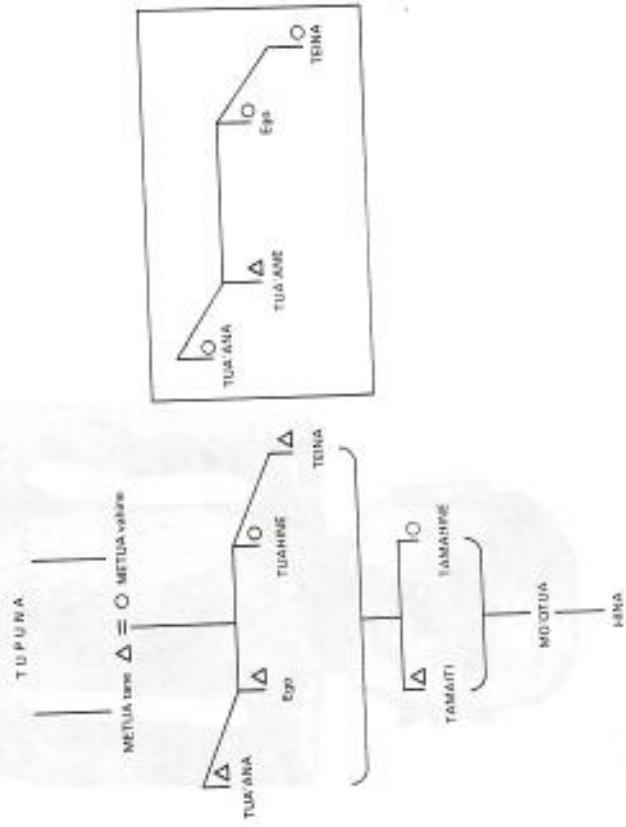 TUPUNA
METUA tane = METUA vahine
TUA'ANA
Ego
TUAHINE
TEINA
TAMAITI
TAMAHINE
MO'OTUA
HINA
TUA'ANA
TUA'ANE
Ego
TEINA